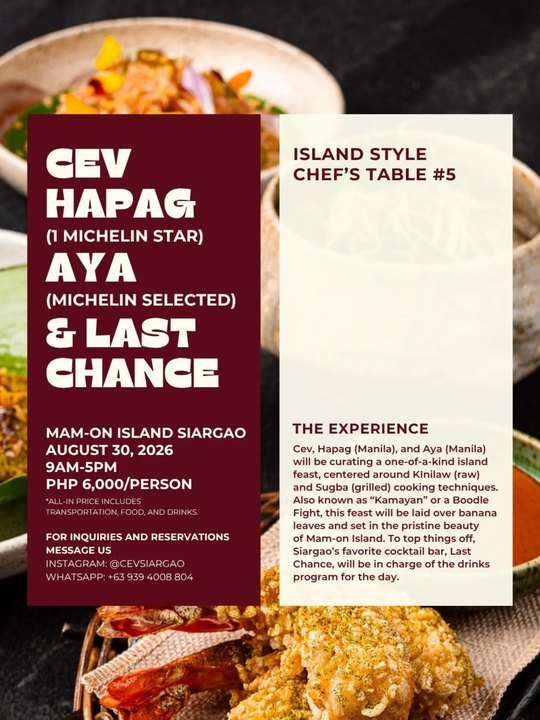 CEV
HAPAG
(1 MICHELIN STAR)
AYA
(MICHELIN SELECTED)
& LAST
CHANCE
MAM-ON ISLAND SIARGAO
AUGUST 30, 2026
9AM-5PM
PHP 6,000/PERSON
*ALL-IN PRICE INCLUDES
TRANSPORTATION, FOOD, AND DRINKS.
FOR INQUIRIES AND RESERVATIONS
MESSAGE US
INSTAGRAM: @CEVSIARGAO
WHATSAPP: +63 939 4008 804
ISLAND STYLE
CHEF'S TABLE #5
THE EXPERIENCE
Cev, Hapag (Manila), and Aya (Manila)
will be curating a one-of-a-kind island
feast, centered around KInilaw (raw)
and Sugba (grilled) cooking techniques.
Also known as “Kamayan” or a Boodle
Fight, this feast will be laid over banana
leaves and set in the pristine beauty
of Mam-on Island. To top things off,
Siargao's favorite cocktail bar, Last
Chance, will be in charge of the drinks
program for the day.